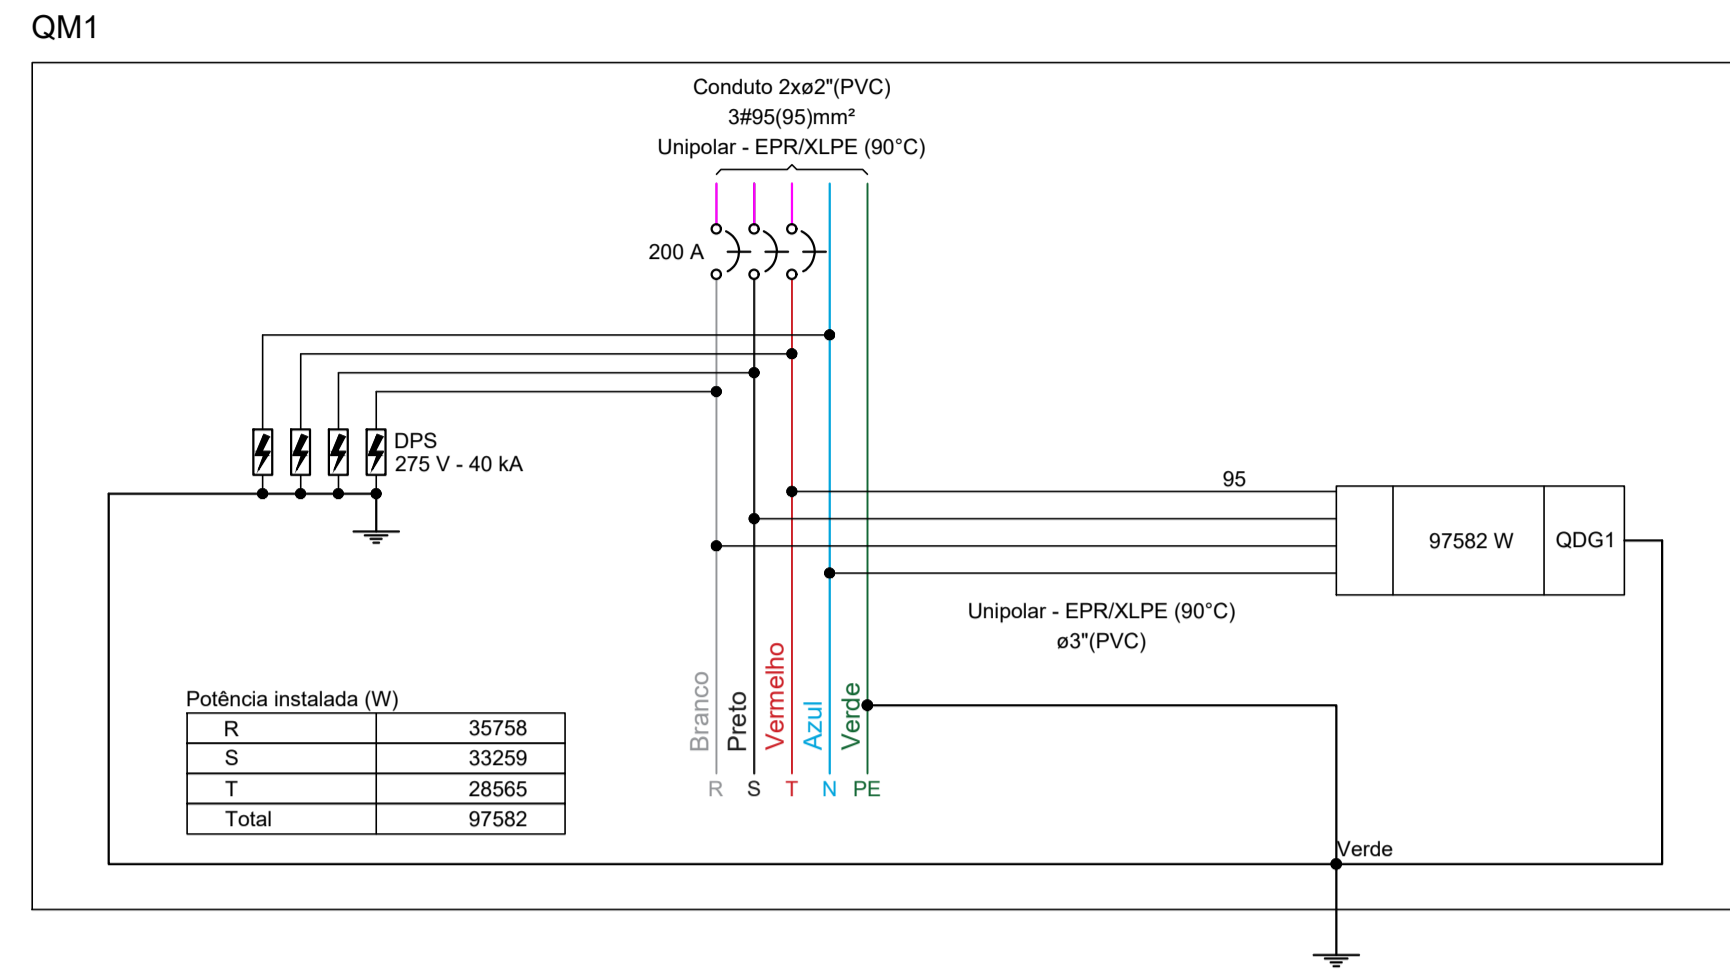 QM1
Conduto 2xø2"(PVC)
3#95(95)mm²
Unipolar - EPR/XLPE (90°C)
200 A
DPS
275 V - 40 kA
95
97582 W
QDG1
Unipolar - EPR/XLPE (90°C)
ø3"(PVC)
Branco
Preto
Vermelho
Azul
Verde
R S T N PE
Potência instalada (W)
R 35758
S 33259
T 28565
Total 97582
Verde